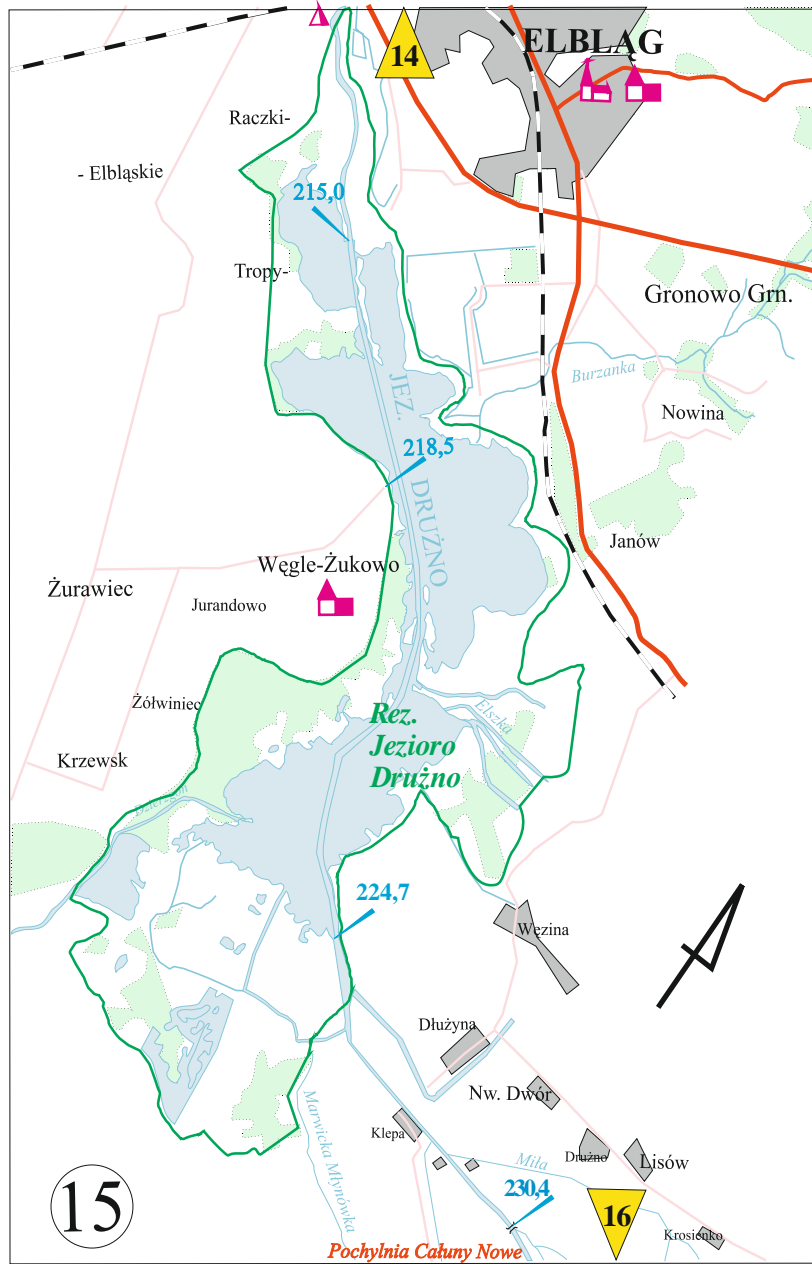 14
ELBLĄG
Raczki-
- Elbląskie
215,0
Tropy-
Gronowo Grn.
Burzanka
JEZ.
DRUŻNO
Nowina
218,5
Janów
Węgle-Żukowo
Żurawiec
Jurandowo
Żółwiniec
Elszka
Rez.
Jezioro
Drużno
Krzewsk
Dzierzgoń
224,7
Węzina
Dłużyna
Nw. Dwór
Marwicka Młynówka
Klepa
Drużno
Lisów
Miła
230,4
15
16
Krosienko
Pochylnia Całuny Nowe